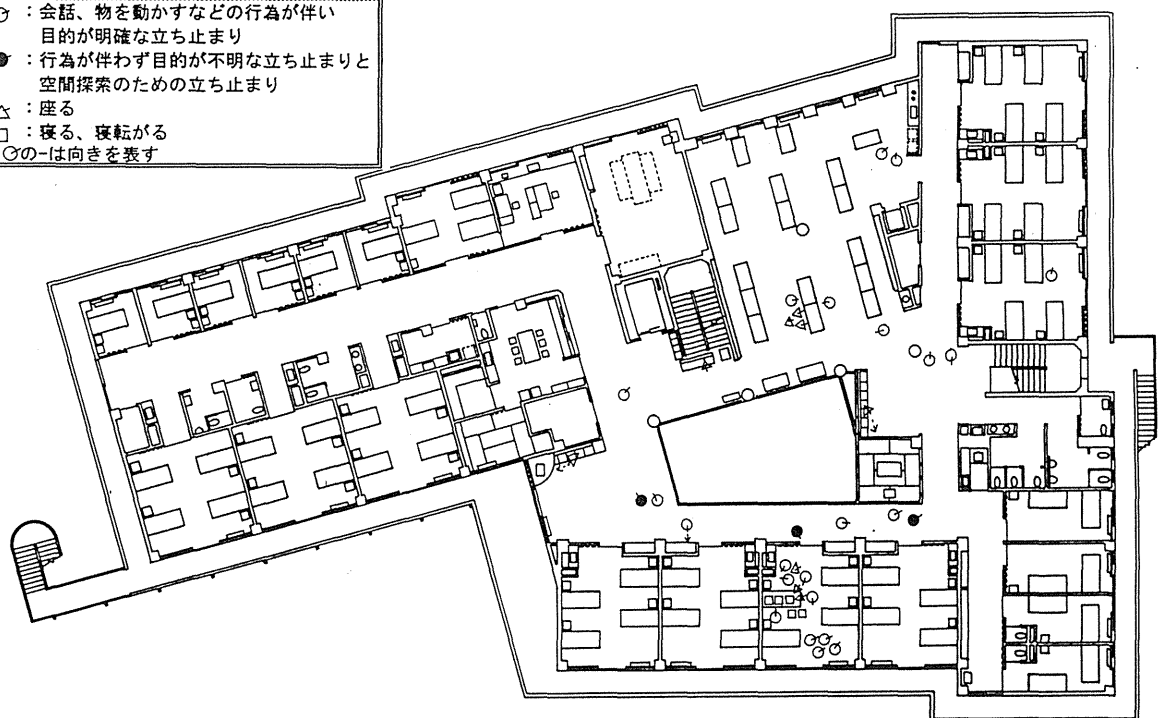 ：会話、物を動かすなどの行為が伴い
目的が明確な立ち止まり
：行為が伴わず目的が不明な立ち止まりと
空間探索のための立ち止まり
：座る
：寝る、寝転がる
の-は向きを表す